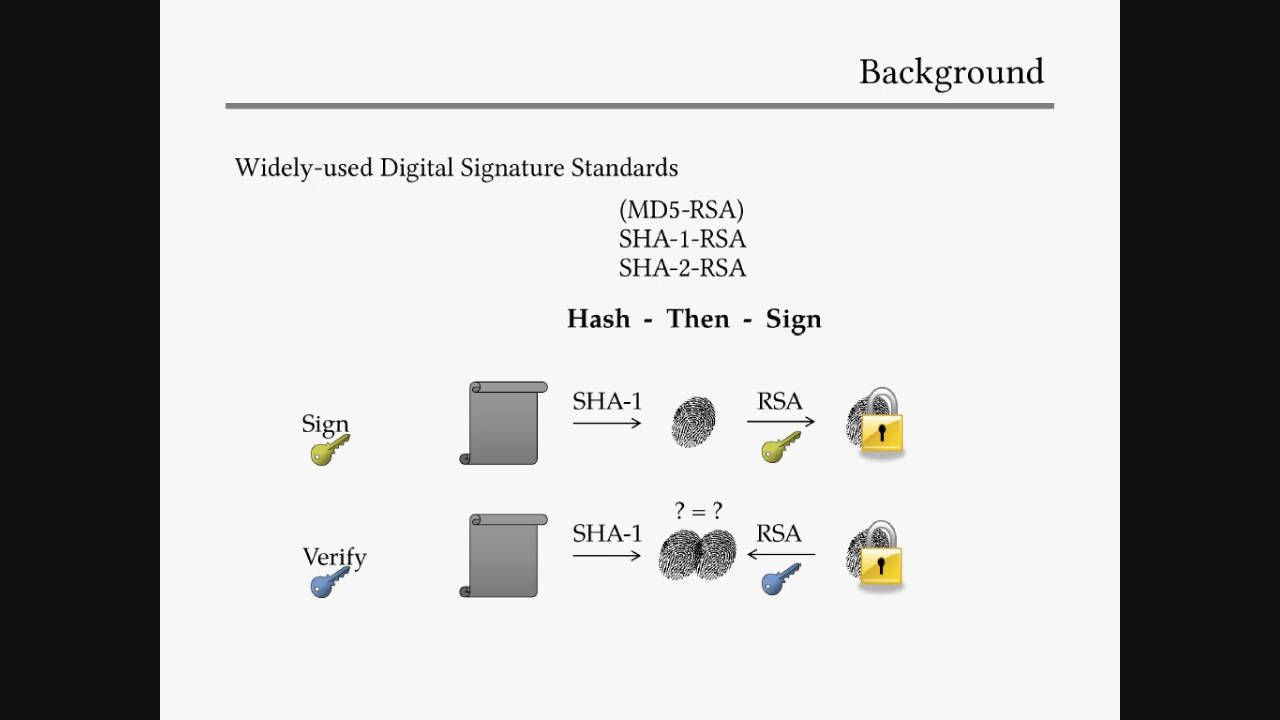 Background
Widely-used Digital Signature Standards
(MD5-RSA)
SHA-1-RSA
SHA-2-RSA
Hash - Then - Sign
Sign
SHA-1
RSA
? = ?
Verify
SHA-1
RSA